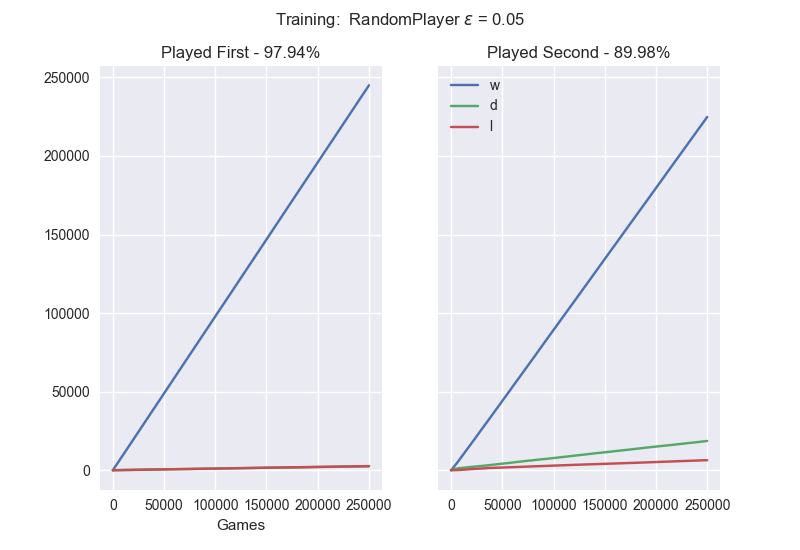 Training:  RandomPlayer ε = 0.05
Played First - 97.94%
Played Second - 89.98%
250000
200000
150000
100000
50000
0
w
d
l
0 50000 100000 150000 200000 250000
0 50000 100000 150000 200000 250000
Games